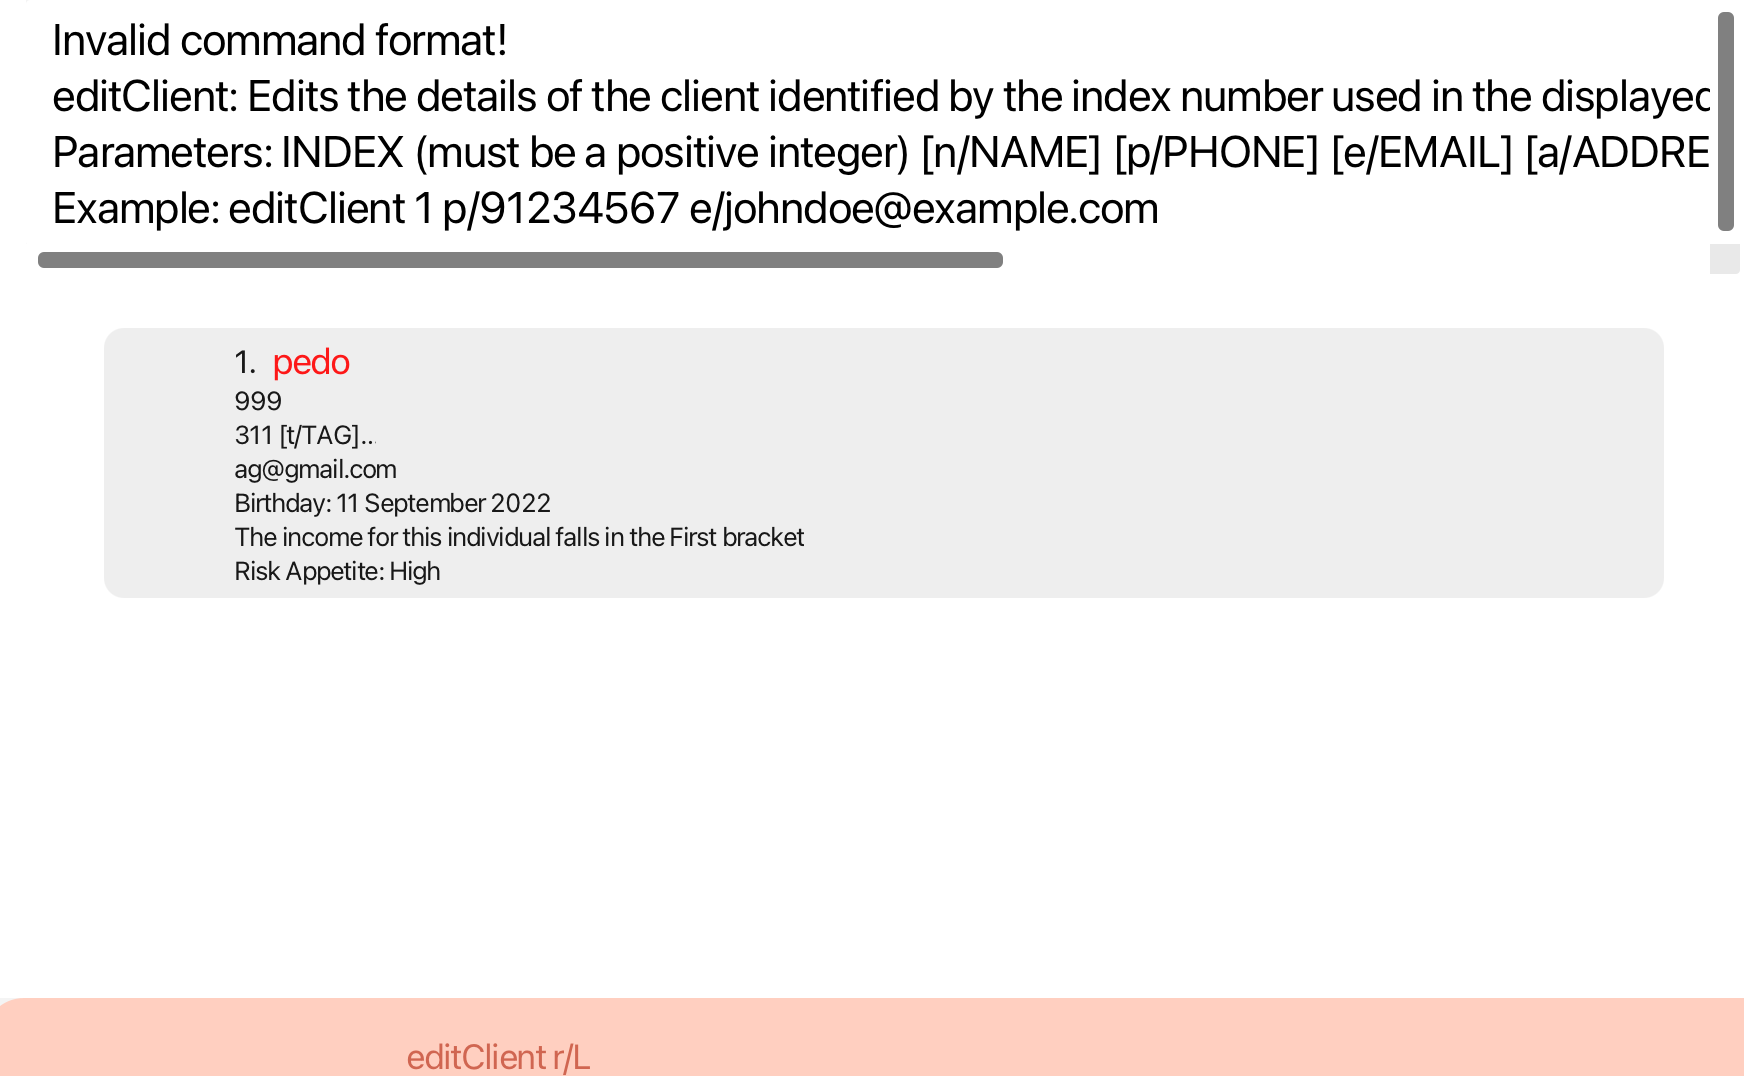 Invalid command format!
editClient: Edits the details of the client identified by the index number used in the displayed
Parameters: INDEX (must be a positive integer) [n/NAME] [p/PHONE] [e/EMAIL] [a/ADDRE
Example: editClient 1 p/91234567 e/johndoe@example.com
1. pedo
999
311 [t/TAG]...
ag@gmail.com
Birthday: 11 September 2022
The income for this individual falls in the First bracket
Risk Appetite: High
editClient r/L